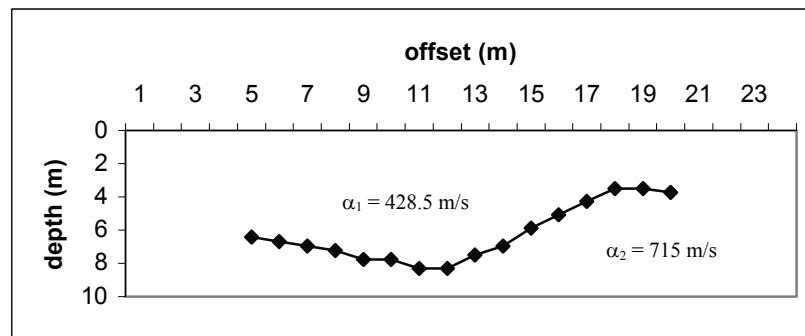 offset (m)
1 3 5 7 9 11 13 15 17 19 21 23
0
2
4
6
8
10
depth (m)
α₁ = 428.5 m/s
α₂ = 715 m/s